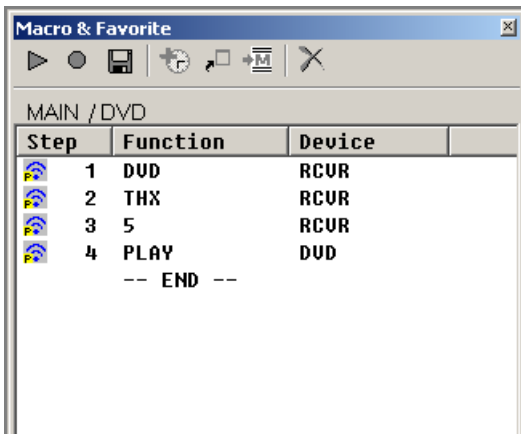 Macro & Favorite
MAIN / DVD
Step Function Device
1 DVD RCVR
2 THX RCVR
3 5 RCVR
4 PLAY DVD
-- END --